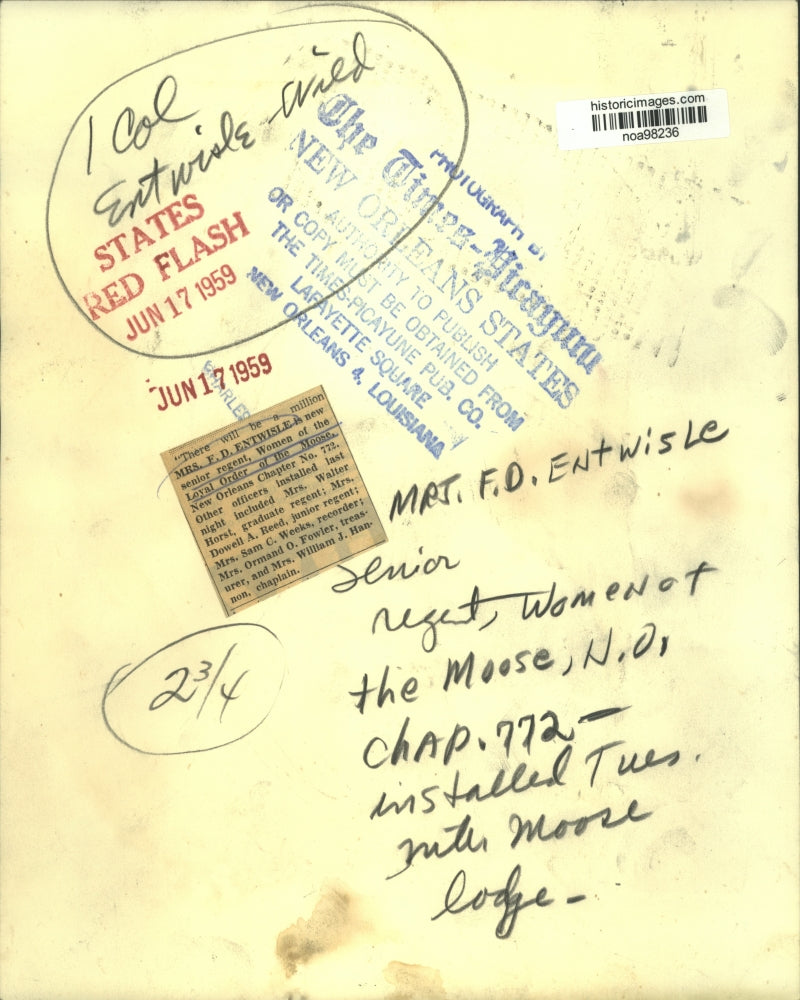 historicimages.com
noa98236
1 Col
Entwisle Wild
STATES
RED FLASH
JUN 17 1959
PHOTOGRAPH BY
The Times-Picayune
NEW ORLEANS STATES
AUTHORITY TO PUBLISH
OR COPY MUST BE OBTAINED FROM
THE TIMES-PICAYUNE PUB. CO.
LAFAYETTE SQUARE
NEW ORLEANS 4, LOUISIANA
JUN 17 1959
"There will be a million
MRS. F. D. ENTWISLE is new
senior regent, Women of the
Loyal Order of the Moose,
New Orleans Chapter No. 772.
Other officers installed last
night included Mrs. Walter
Horst, graduate regent; Mrs.
Dowell A. Reed, junior regent;
Mrs. Sam C. Weeks, recorder;
Mrs. Ormand O. Fowler, treas-
urer, and Mrs. William J. Han-
non, chaplain.
MRS. F.D. Entwisle
senior
regent, Women of
the Moose, N.O.
chAp. 772 -
installed Tues.
nite, Moose
lodge -
2 3/4